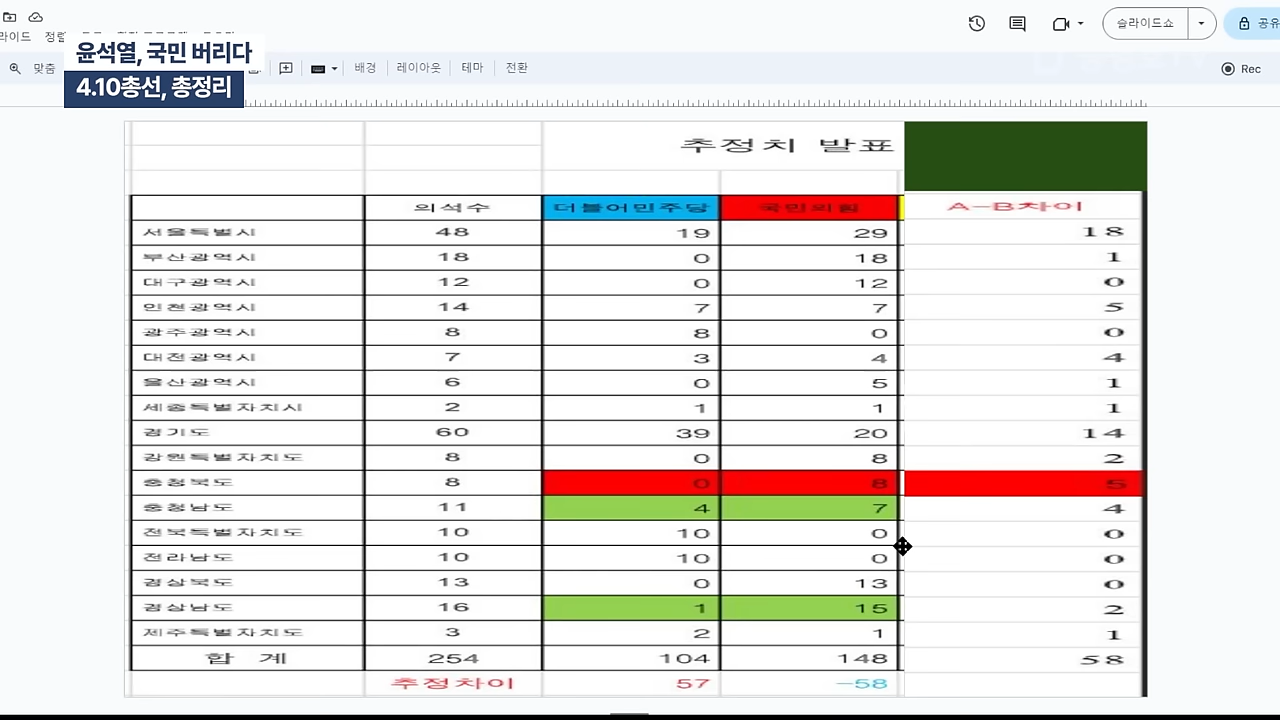 윤석열, 국민 버리다
4.10총선, 총정리
슬라이드쇼
공유
맞춤
배경
레이아웃
테마
전환
Rec
추정치 발표
의석수 더불어민주당 국민의힘 A-B차이
서울특별시 48 19 29 18
부산광역시 18 0 18 1
대구광역시 12 0 12 0
인천광역시 14 7 7 5
광주광역시 8 8 0 0
대전광역시 7 3 4 4
울산광역시 6 0 5 1
세종특별자치시 2 1 1 1
경기도 60 39 20 14
강원특별자치도 8 0 8 2
충청북도 8 0 8 5
충청남도 11 4 7 4
전북특별자치도 10 10 0 0
전라남도 10 10 0 0
경상북도 13 0 13 0
경상남도 16 1 15 2
제주특별자치도 3 2 1 1
합 계 254 104 148 58
추정차이 57 -58